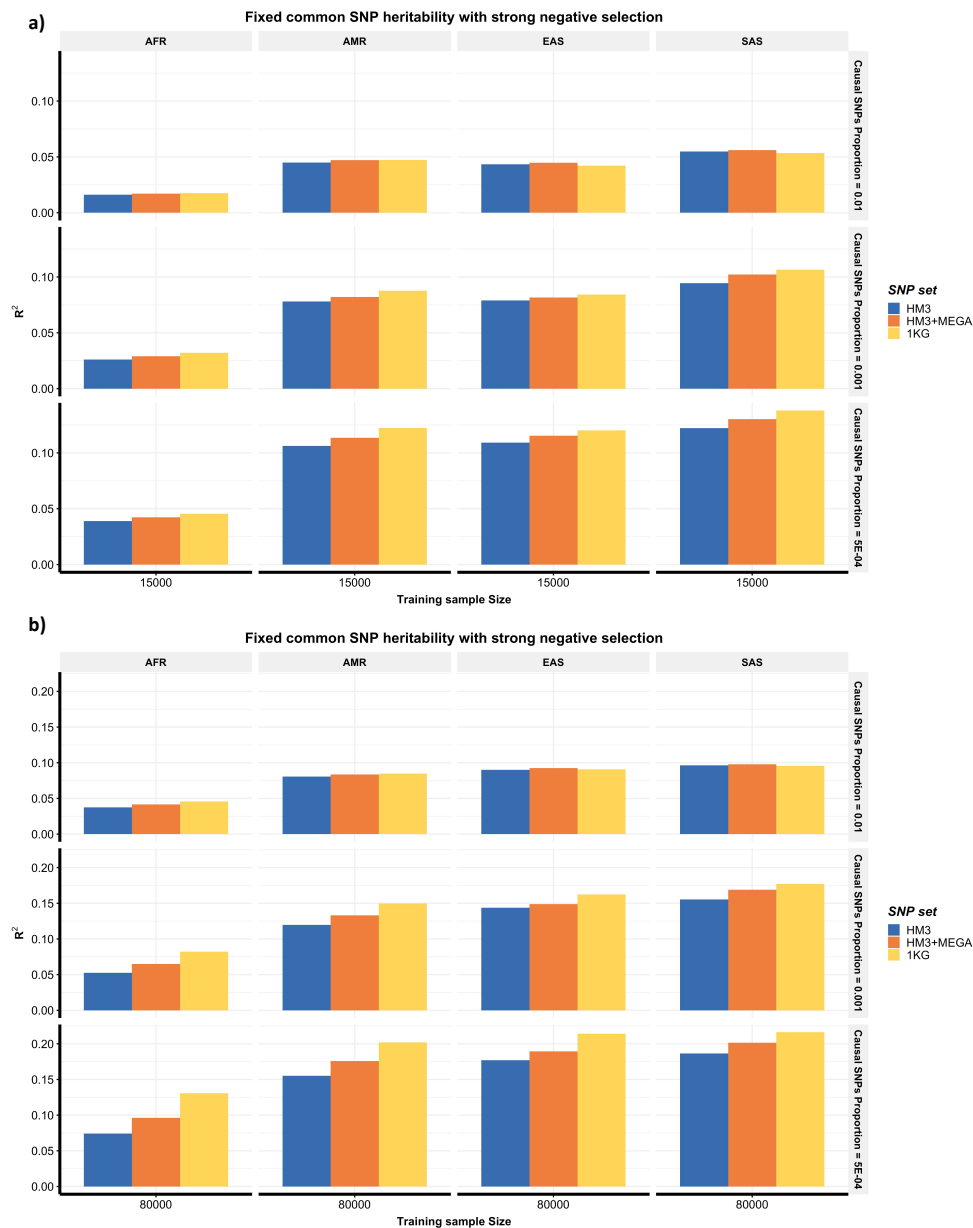 a)
Fixed common SNP heritability with strong negative selection
AFR AMR EAS SAS
0.10
0.05
0.00
Causal SNPs Proportion = 0.01
0.10
0.05
0.00
Causal SNPs Proportion = 0.001
0.10
0.05
0.00
Causal SNPs Proportion = 5E-04
R²
15000 15000 15000 15000
Training sample Size
SNP set
HM3
HM3+MEGA
1KG
b)
Fixed common SNP heritability with strong negative selection
AFR AMR EAS SAS
0.20
0.15
0.10
0.05
0.00
Causal SNPs Proportion = 0.01
0.20
0.15
0.10
0.05
0.00
Causal SNPs Proportion = 0.001
0.20
0.15
0.10
0.05
0.00
Causal SNPs Proportion = 5E-04
R²
80000 80000 80000 80000
Training sample Size
SNP set
HM3
HM3+MEGA
1KG